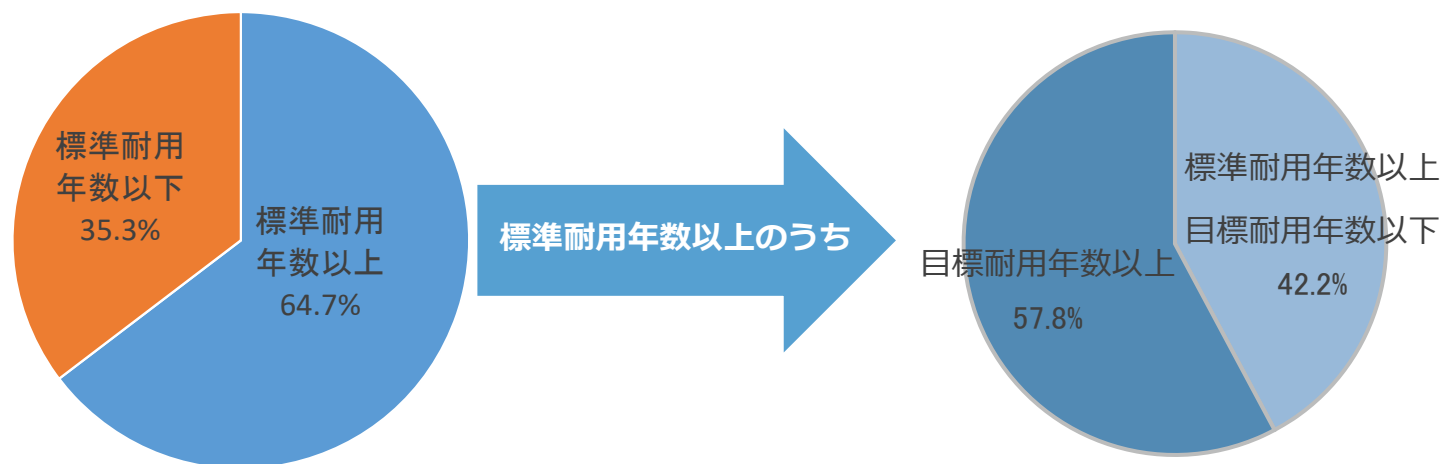 標準耐用
年数以下
35.3%
標準耐用
年数以上
64.7%
標準耐用年数以上のうち
目標耐用年数以上
57.8%
標準耐用年数以上
目標耐用年数以下
42.2%